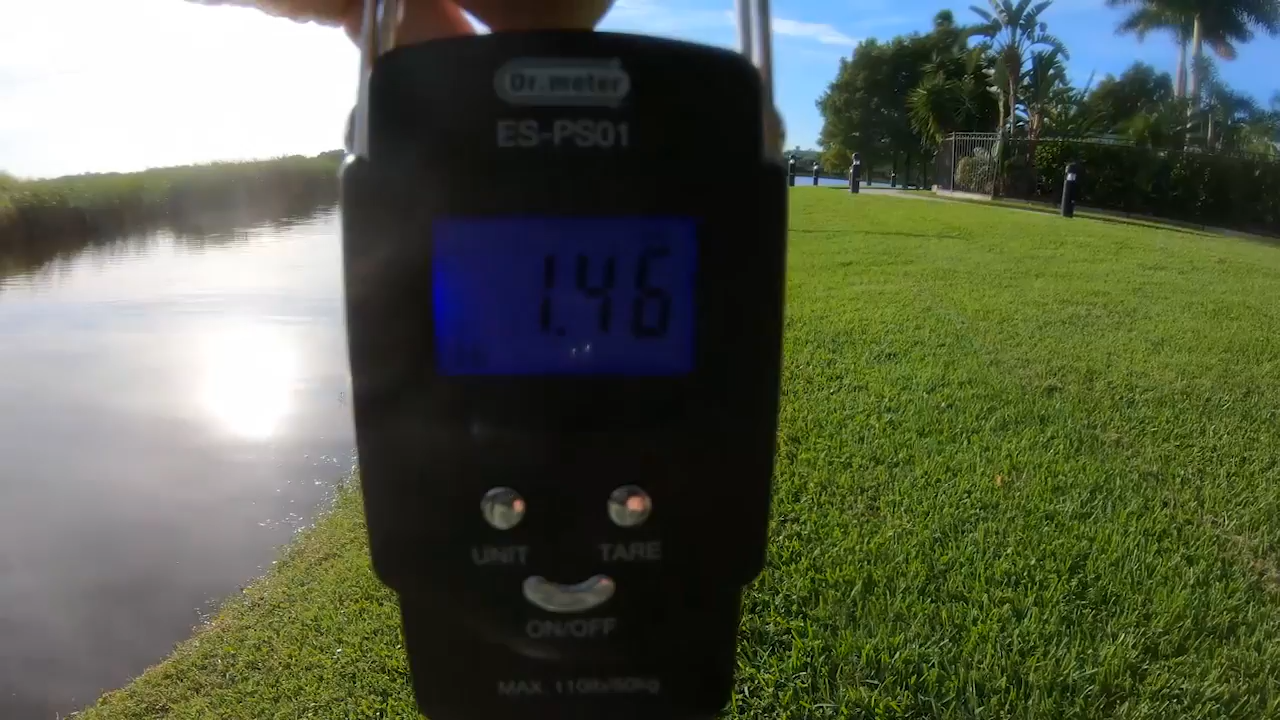 Dr.meter
ES-PS01
1.46
UNIT
TARE
ON/OFF
MAX. 110lb/50kg